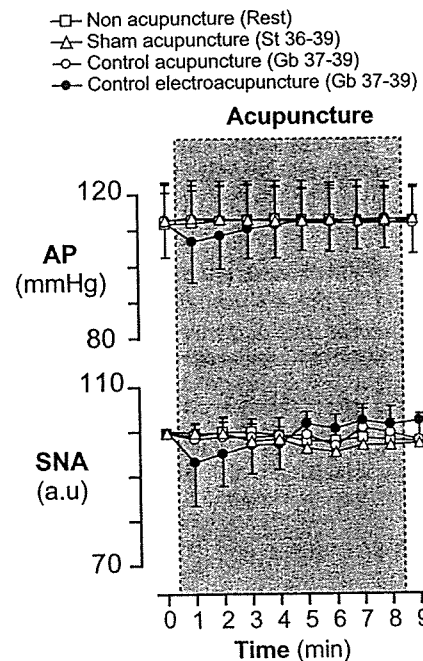 Non acupuncture (Rest)
Sham acupuncture (St 36-39)
Control acupuncture (Gb 37-39)
Control electroacupuncture (Gb 37-39)
Acupuncture
120
AP
(mmHg)
80
110
SNA
(a.u)
70
0 1 2 3 4 5 6 7 8 9
Time (min)